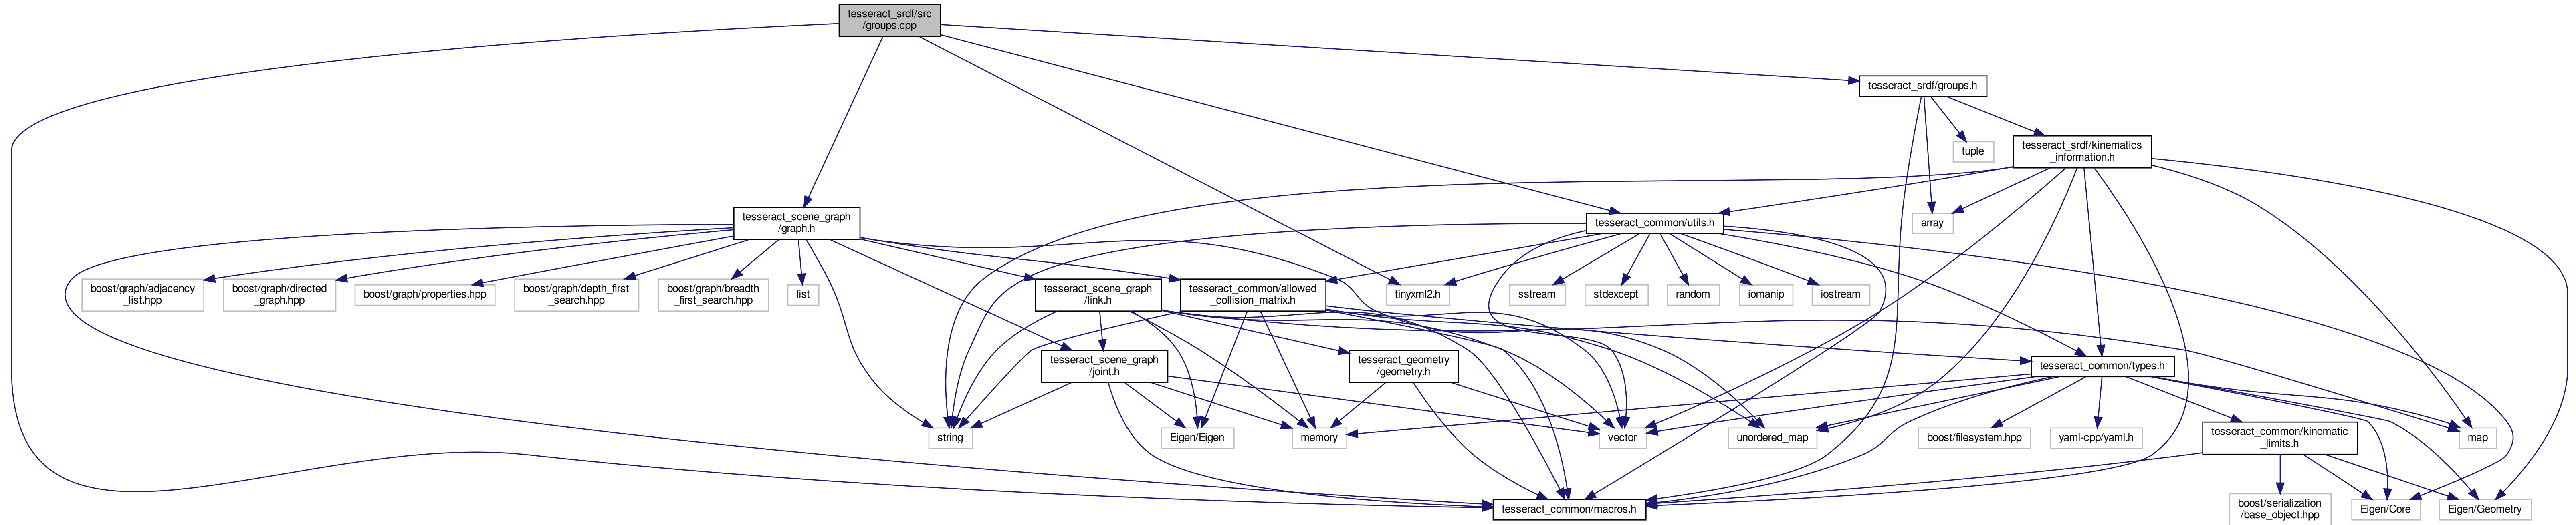 tesseract_srdf/src
/groups.cpp
tesseract_srdf/groups.h
tuple
tesseract_srdf/kinematics
_information.h
tesseract_scene_graph
/graph.h
tesseract_common/utils.h
array
boost/graph/adjacency
_list.hpp
boost/graph/directed
_graph.hpp
boost/graph/properties.hpp
boost/graph/depth_first
_search.hpp
boost/graph/breadth
_first_search.hpp
list
tesseract_scene_graph
/link.h
tesseract_common/allowed
_collision_matrix.h
tinyxml2.h
sstream
stdexcept
random
iomanip
iostream
tesseract_scene_graph
/joint.h
tesseract_geometry
/geometry.h
tesseract_common/types.h
string
Eigen/Eigen
memory
vector
unordered_map
boost/filesystem.hpp
yaml-cpp/yaml.h
tesseract_common/kinematic
_limits.h
map
tesseract_common/macros.h
boost/serialization
/base_object.hpp
Eigen/Core
Eigen/Geometry